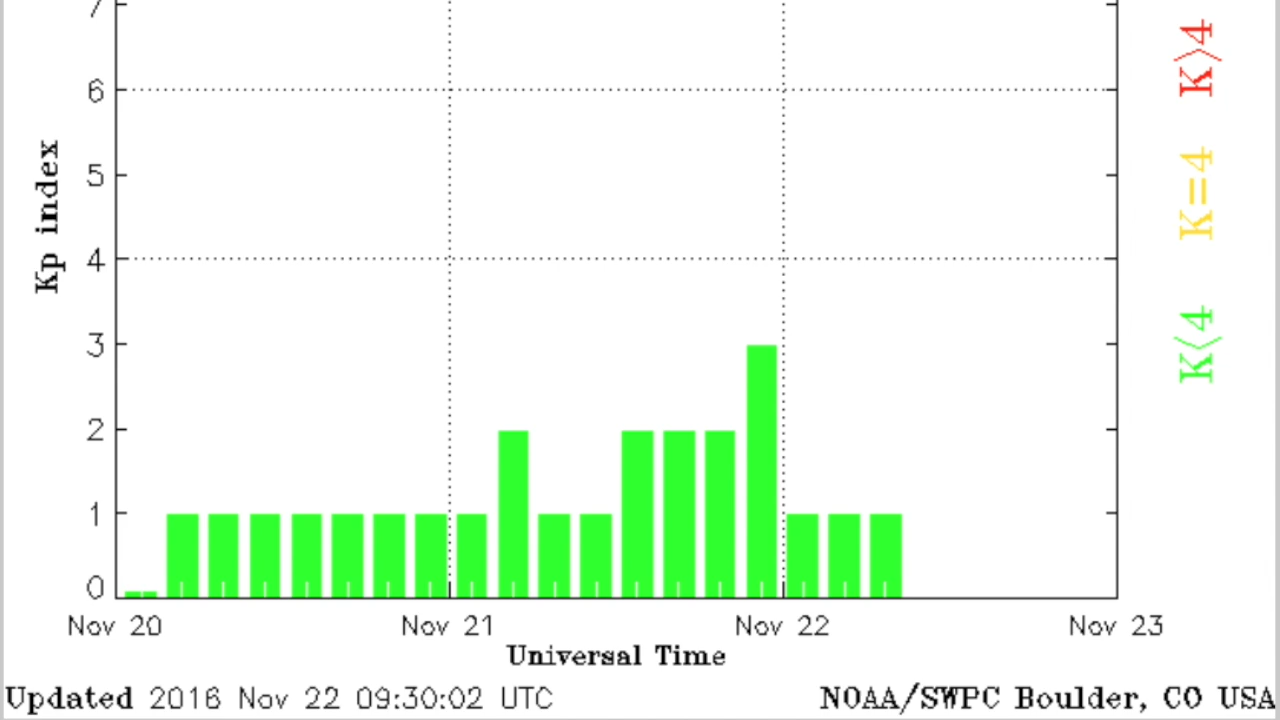 7
6
5
4
3
2
1
0
Kp index
Nov 20 Nov 21 Nov 22 Nov 23
Universal Time
Updated 2016 Nov 22 09:30:02 UTC
NOAA/SWPC Boulder, CO USA
K>4
K=4
K<4